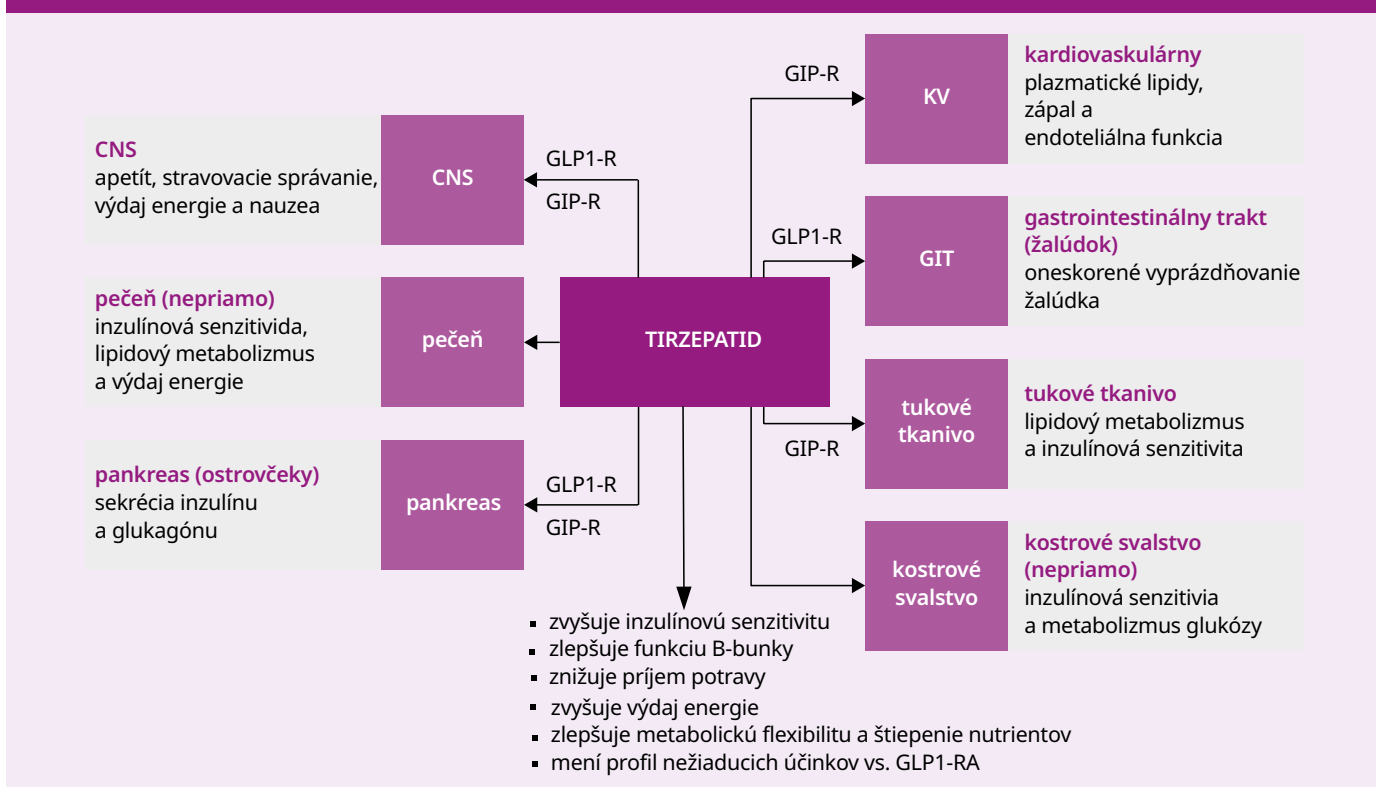 CNS
apetít, stravovacie správanie,
výdaj energie a nauzea
CNS
GLP1-R
GIP-R
pečeň (nepriamo)
inzulínová senzitivida,
lipidový metabolizmus
a výdaj energie
pečeň
pankreas (ostrovčeky)
sekrécia inzulínu
a glukagónu
pankreas
GLP1-R
GIP-R
TIRZEPATID
GIP-R
KV
kardiovaskulárny
plazmatické lipidy,
zápal a
endoteliálna funkcia
GLP1-R
GIT
gastrointestinálny trakt
(žalúdok)
oneskorené vyprázdňovanie
žalúdka
GIP-R
tukové
tkanivo
tukové tkanivo
lipidový metabolizmus
a inzulínová senzitivita
kostrové
svalstvo
kostrové svalstvo
(nepriamo)
inzulínová senzitivia
a metabolizmus glukózy
▪ zvyšuje inzulínovú senzitivitu
▪ zlepšuje funkciu B-bunky
▪ znižuje príjem potravy
▪ zvyšuje výdaj energie
▪ zlepšuje metabolickú flexibilitu a štiepenie nutrientov
▪ mení profil nežiaducich účinkov vs. GLP1-RA